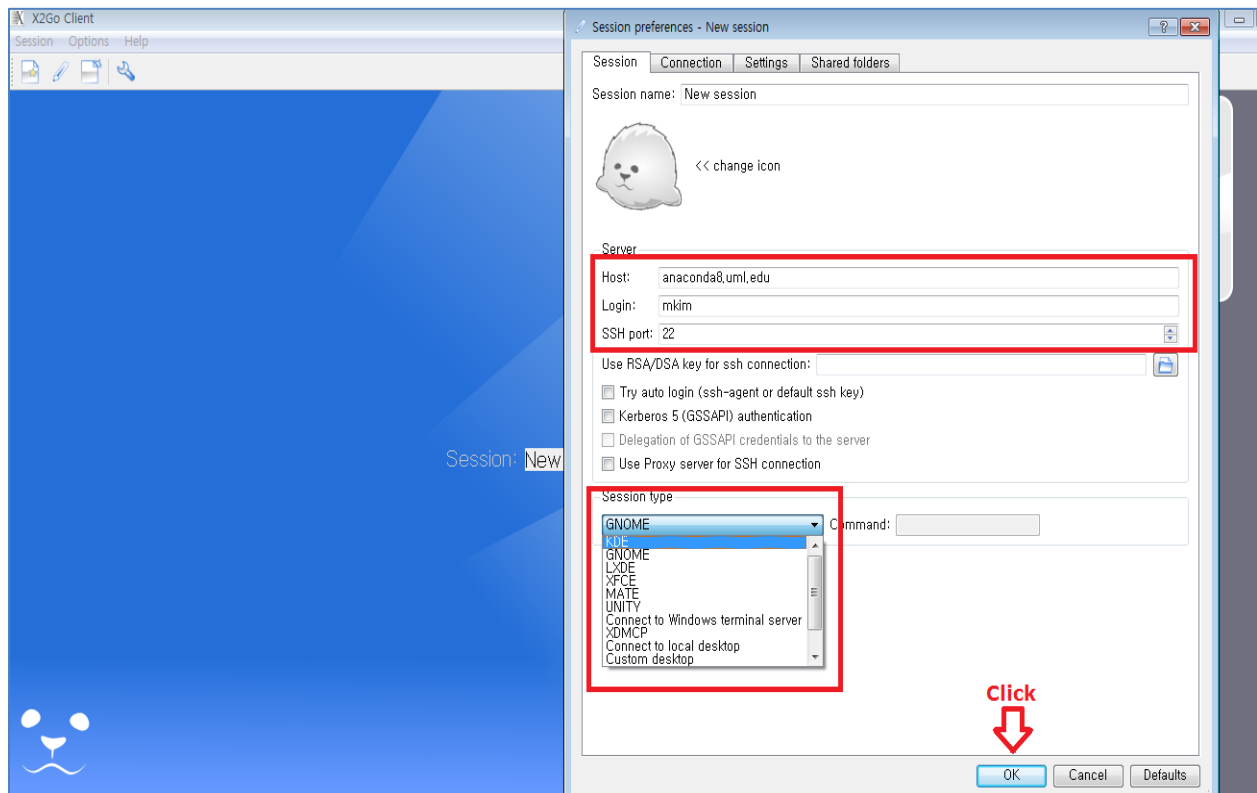 X2Go Client
Session Options Help
Session: New
Session preferences - New session
Session Connection Settings Shared folders
Session name: New session
<< change icon
Server
Host: anaconda8.uml.edu
Login: mkim
SSH port: 22
Use RSA/DSA key for ssh connection:
Try auto login (ssh-agent or default ssh key)
Kerberos 5 (GSSAPI) authentication
Delegation of GSSAPI credentials to the server
Use Proxy server for SSH connection
Session type
GNOME Command:
KDE
GNOME
LXDE
XFCE
MATE
UNITY
Connect to Windows terminal server
XDMCP
Connect to local desktop
Custom desktop
Click
OK Cancel Defaults